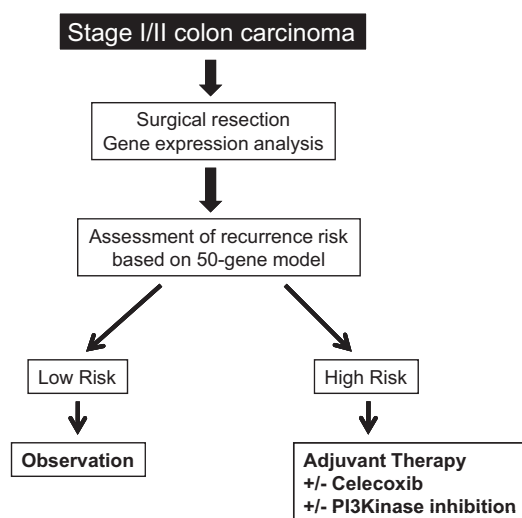 Stage I/II colon carcinoma
Surgical resection
Gene expression analysis
Assessment of recurrence risk
based on 50-gene model
Low Risk
High Risk
Observation
Adjuvant Therapy
+/- Celecoxib
+/- PI3Kinase inhibition